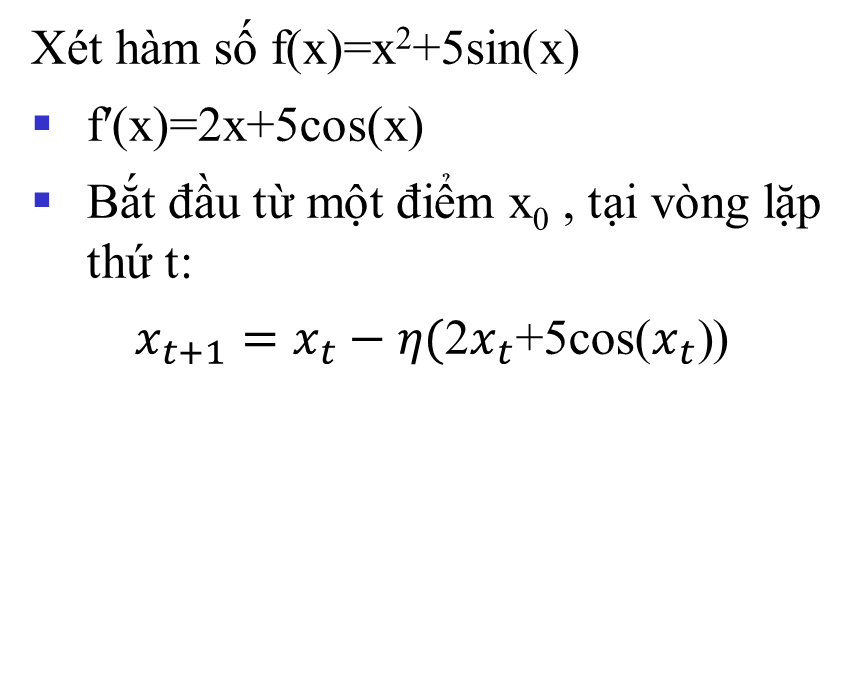 Xét hàm số f(x)=x²+5sin(x)
▪ f′(x)=2x+5cos(x)
▪ Bắt đầu từ một điểm x₀ , tại vòng lặp
thứ t:
𝑥ₜ₊₁ = 𝑥ₜ − 𝜂(2𝑥ₜ+5cos(𝑥ₜ))